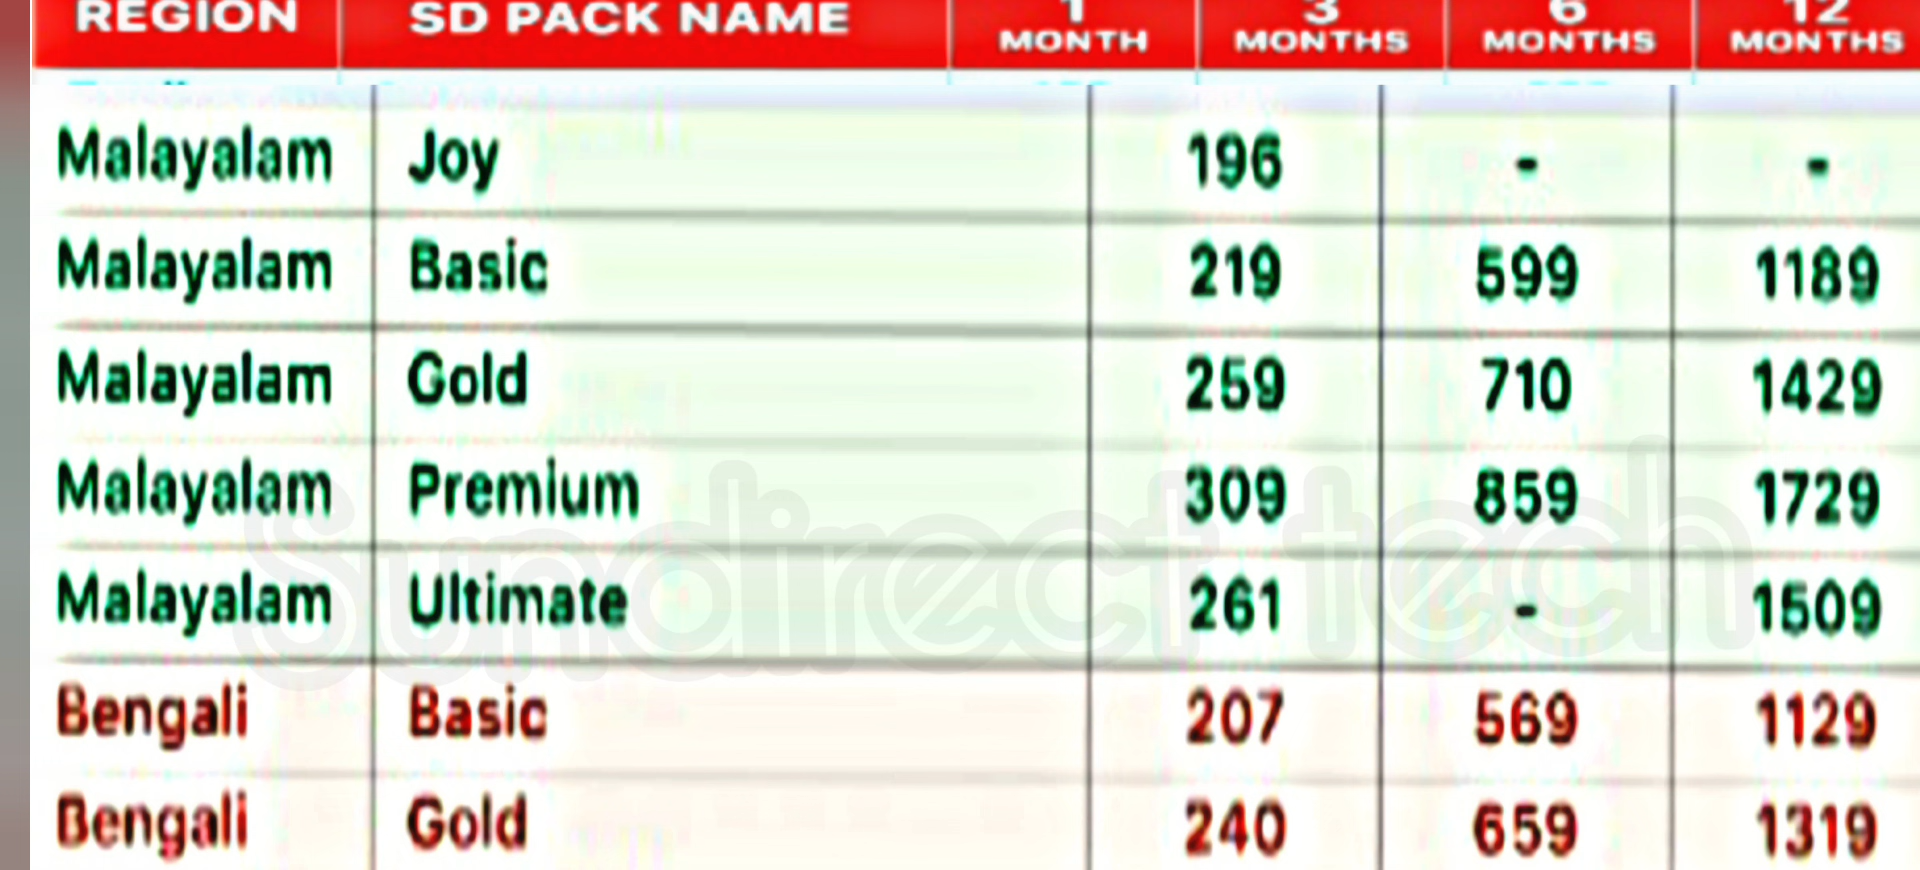 REGION SD PACK NAME 1 MONTH 3 MONTHS 6 MONTHS 12 MONTHS
Malayalam Joy 196 - -
Malayalam Basic 219 599 1189
Malayalam Gold 259 710 1429
Malayalam Premium 309 859 1729
Malayalam Ultimate 261 - 1509
Sundirect tech
Bengali Basic 207 569 1129
Bengali Gold 240 659 1319